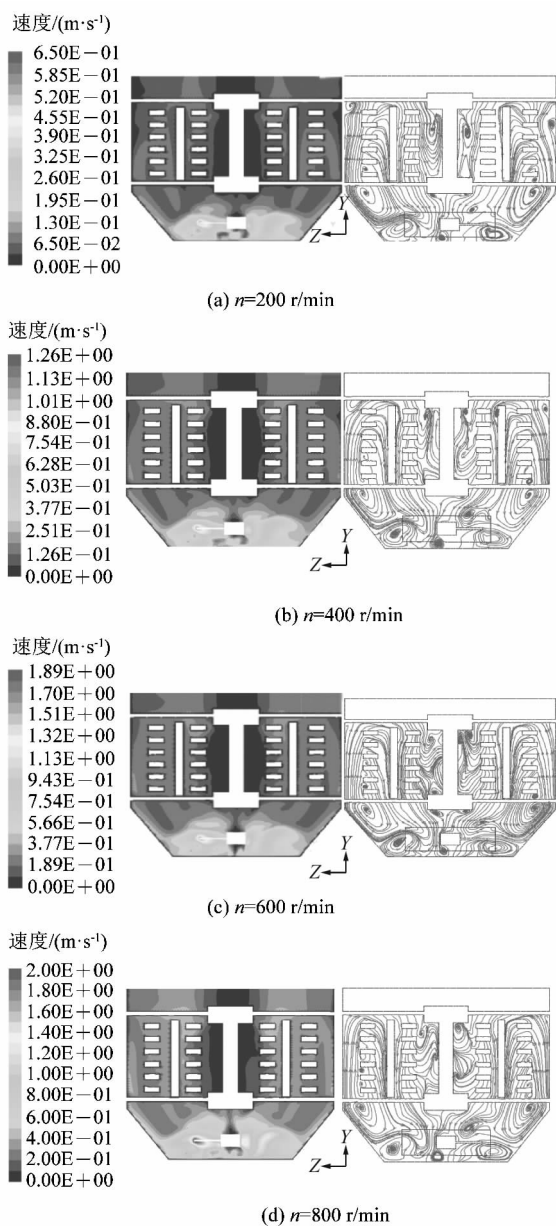 速度/(m·s⁻¹)
6.50E－01
5.85E－01
5.20E－01
4.55E－01
3.90E－01
3.25E－01
2.60E－01
1.95E－01
1.30E－01
6.50E－02
0.00E＋00
Y
Z
(a) n=200 r/min
速度/(m·s⁻¹)
1.26E＋00
1.13E＋00
1.01E＋00
8.80E－01
7.54E－01
6.28E－01
5.03E－01
3.77E－01
2.51E－01
1.26E－01
0.00E＋00
Y
Z
(b) n=400 r/min
速度/(m·s⁻¹)
1.89E＋00
1.70E＋00
1.51E＋00
1.32E＋00
1.13E＋00
9.43E－01
7.54E－01
5.66E－01
3.77E－01
1.89E－01
0.00E＋00
Y
Z
(c) n=600 r/min
速度/(m·s⁻¹)
2.00E＋00
1.80E＋00
1.60E＋00
1.40E＋00
1.20E＋00
1.00E＋00
8.00E－01
6.00E－01
4.00E－01
2.00E－01
0.00E＋00
Y
Z
(d) n=800 r/min